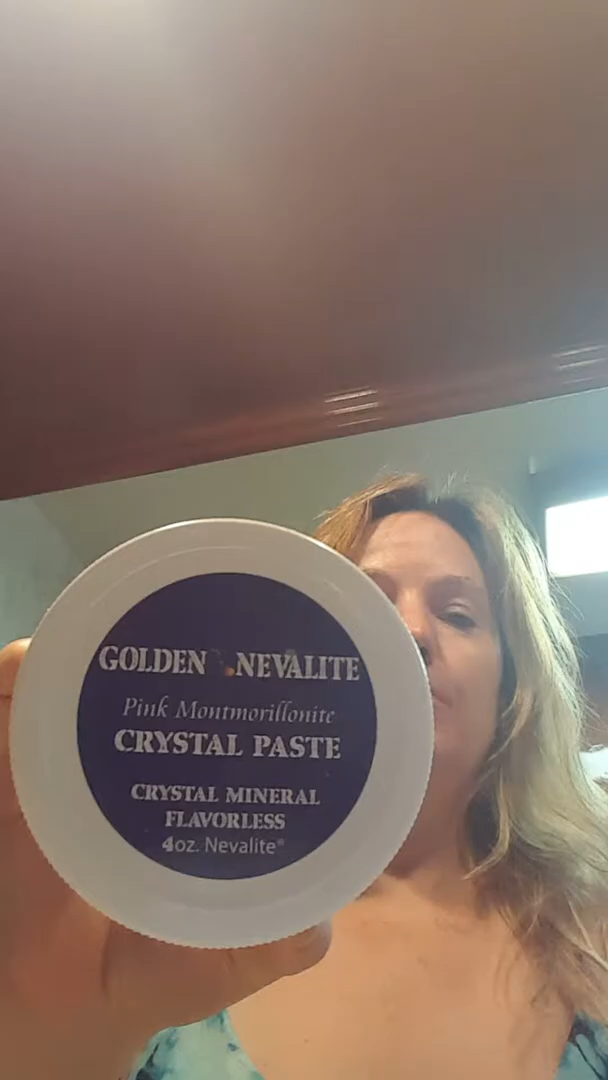 GOLDEN NEVALITE
Pink Montmorillonite
CRYSTAL PASTE
CRYSTAL MINERAL
FLAVORLESS
4oz. Nevalite®